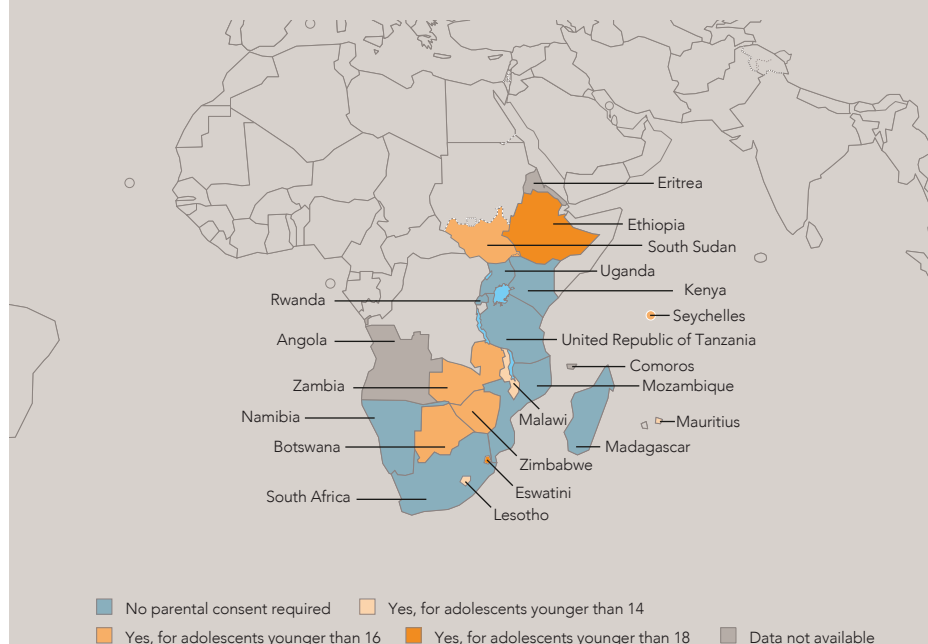 Eritrea
Ethiopia
South Sudan
Uganda
Rwanda
Kenya
Seychelles
Angola
United Republic of Tanzania
Comoros
Zambia
Mozambique
Namibia
Malawi
Mauritius
Botswana
Madagascar
Zimbabwe
South Africa
Eswatini
Lesotho
No parental consent required
Yes, for adolescents younger than 14
Yes, for adolescents younger than 16
Yes, for adolescents younger than 18
Data not available